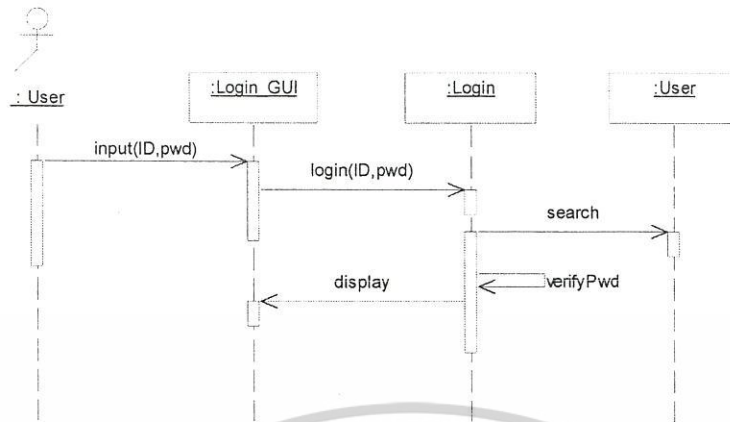 : User
:Login_GUI
:Login
:User
input(ID,pwd)
login(ID,pwd)
search
verifyPwd
display